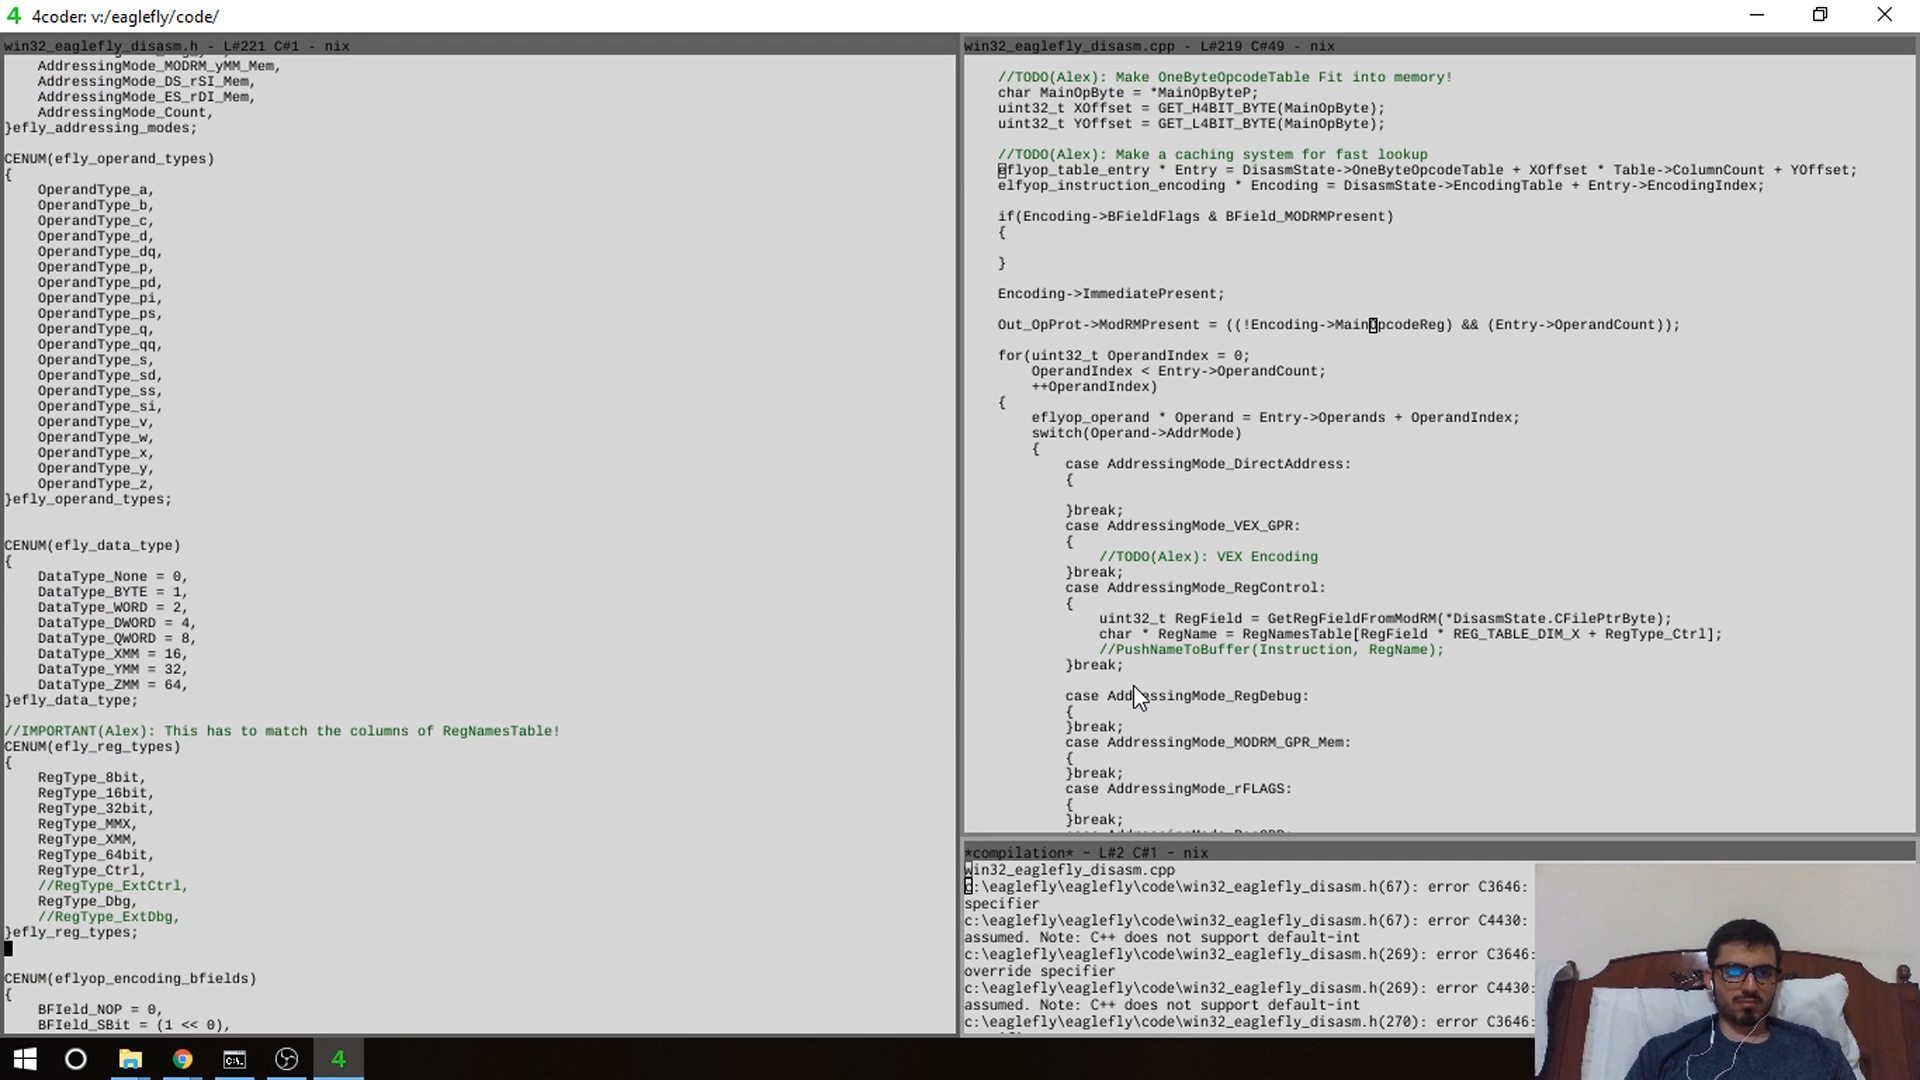 4coder: v:/eaglefly/code/
win32_eaglefly_disasm.h - L#221 C#1 - nix
AddressingMode_MODRM_yMM_Mem,
AddressingMode_DS_rSI_Mem,
AddressingMode_ES_rDI_Mem,
AddressingMode_Count,
}efly_addressing_modes;
CENUM(efly_operand_types)
{
OperandType_a,
OperandType_b,
OperandType_c,
OperandType_d,
OperandType_dq,
OperandType_p,
OperandType_pd,
OperandType_pi,
OperandType_ps,
OperandType_q,
OperandType_qq,
OperandType_s,
OperandType_sd,
OperandType_ss,
OperandType_si,
OperandType_v,
OperandType_w,
OperandType_x,
OperandType_y,
OperandType_z,
}efly_operand_types;
CENUM(efly_data_type)
{
DataType_None = 0,
DataType_BYTE = 1,
DataType_WORD = 2,
DataType_DWORD = 4,
DataType_QWORD = 8,
DataType_XMM = 16,
DataType_YMM = 32,
DataType_ZMM = 64,
}efly_data_type;
//IMPORTANT(Alex): This has to match the columns of RegNamesTable!
CENUM(efly_reg_types)
{
RegType_8bit,
RegType_16bit,
RegType_32bit,
RegType_MMX,
RegType_XMM,
RegType_64bit,
RegType_Ctrl,
//RegType_ExtCtrl,
RegType_Dbg,
//RegType_ExtDbg,
}efly_reg_types;
CENUM(eflyop_encoding_bfields)
{
BFIeld_NOP = 0,
BFIeld_SBit = (1 << 0),
win32_eaglefly_disasm.cpp - L#219 C#49 - nix
//TODO(Alex): Make OneByteOpcodeTable Fit into memory!
char MainOpByte = *MainOpByteP;
uint32_t XOffset = GET_H4BIT_BYTE(MainOpByte);
uint32_t YOffset = GET_L4BIT_BYTE(MainOpByte);
//TODO(Alex): Make a caching system for fast lookup
eflyop_table_entry * Entry = DisasmState->OneByteOpcodeTable + XOffset * Table->ColumnCount + YOffset;
elfyop_instruction_encoding * Encoding = DisasmState->EncodingTable + Entry->EncodingIndex;
if(Encoding->BFieldFlags & BField_MODRMPresent)
{
}
Encoding->ImmediatePresent;
Out_OpProt->ModRMPresent = ((!Encoding->MainOpcodeReg) && (Entry->OperandCount));
for(uint32_t OperandIndex = 0;
OperandIndex < Entry->OperandCount;
++OperandIndex)
{
eflyop_operand * Operand = Entry->Operands + OperandIndex;
switch(Operand->AddrMode)
{
case AddressingMode_DirectAddress:
{
}break;
case AddressingMode_VEX_GPR:
{
//TODO(Alex): VEX Encoding
}break;
case AddressingMode_RegControl:
{
uint32_t RegField = GetRegFieldFromModRM(*DisasmState.CFilePtrByte);
char * RegName = RegNamesTable[RegField * REG_TABLE_DIM_X + RegType_Ctrl];
//PushNameToBuffer(Instruction, RegName);
}break;
case AddressingMode_RegDebug:
{
}break;
case AddressingMode_MODRM_GPR_Mem:
{
}break;
case AddressingMode_rFLAGS:
{
}break;
*compilation* - L#2 C#1 - nix
win32_eaglefly_disasm.cpp
c:\eaglefly\eaglefly\code\win32_eaglefly_disasm.h(67): error C3646:
specifier
c:\eaglefly\eaglefly\code\win32_eaglefly_disasm.h(67): error C4430:
assumed. Note: C++ does not support default-int
c:\eaglefly\eaglefly\code\win32_eaglefly_disasm.h(269): error C3646:
override specifier
c:\eaglefly\eaglefly\code\win32_eaglefly_disasm.h(269): error C4430:
assumed. Note: C++ does not support default-int
c:\eaglefly\eaglefly\code\win32_eaglefly_disasm.h(270): error C3646: